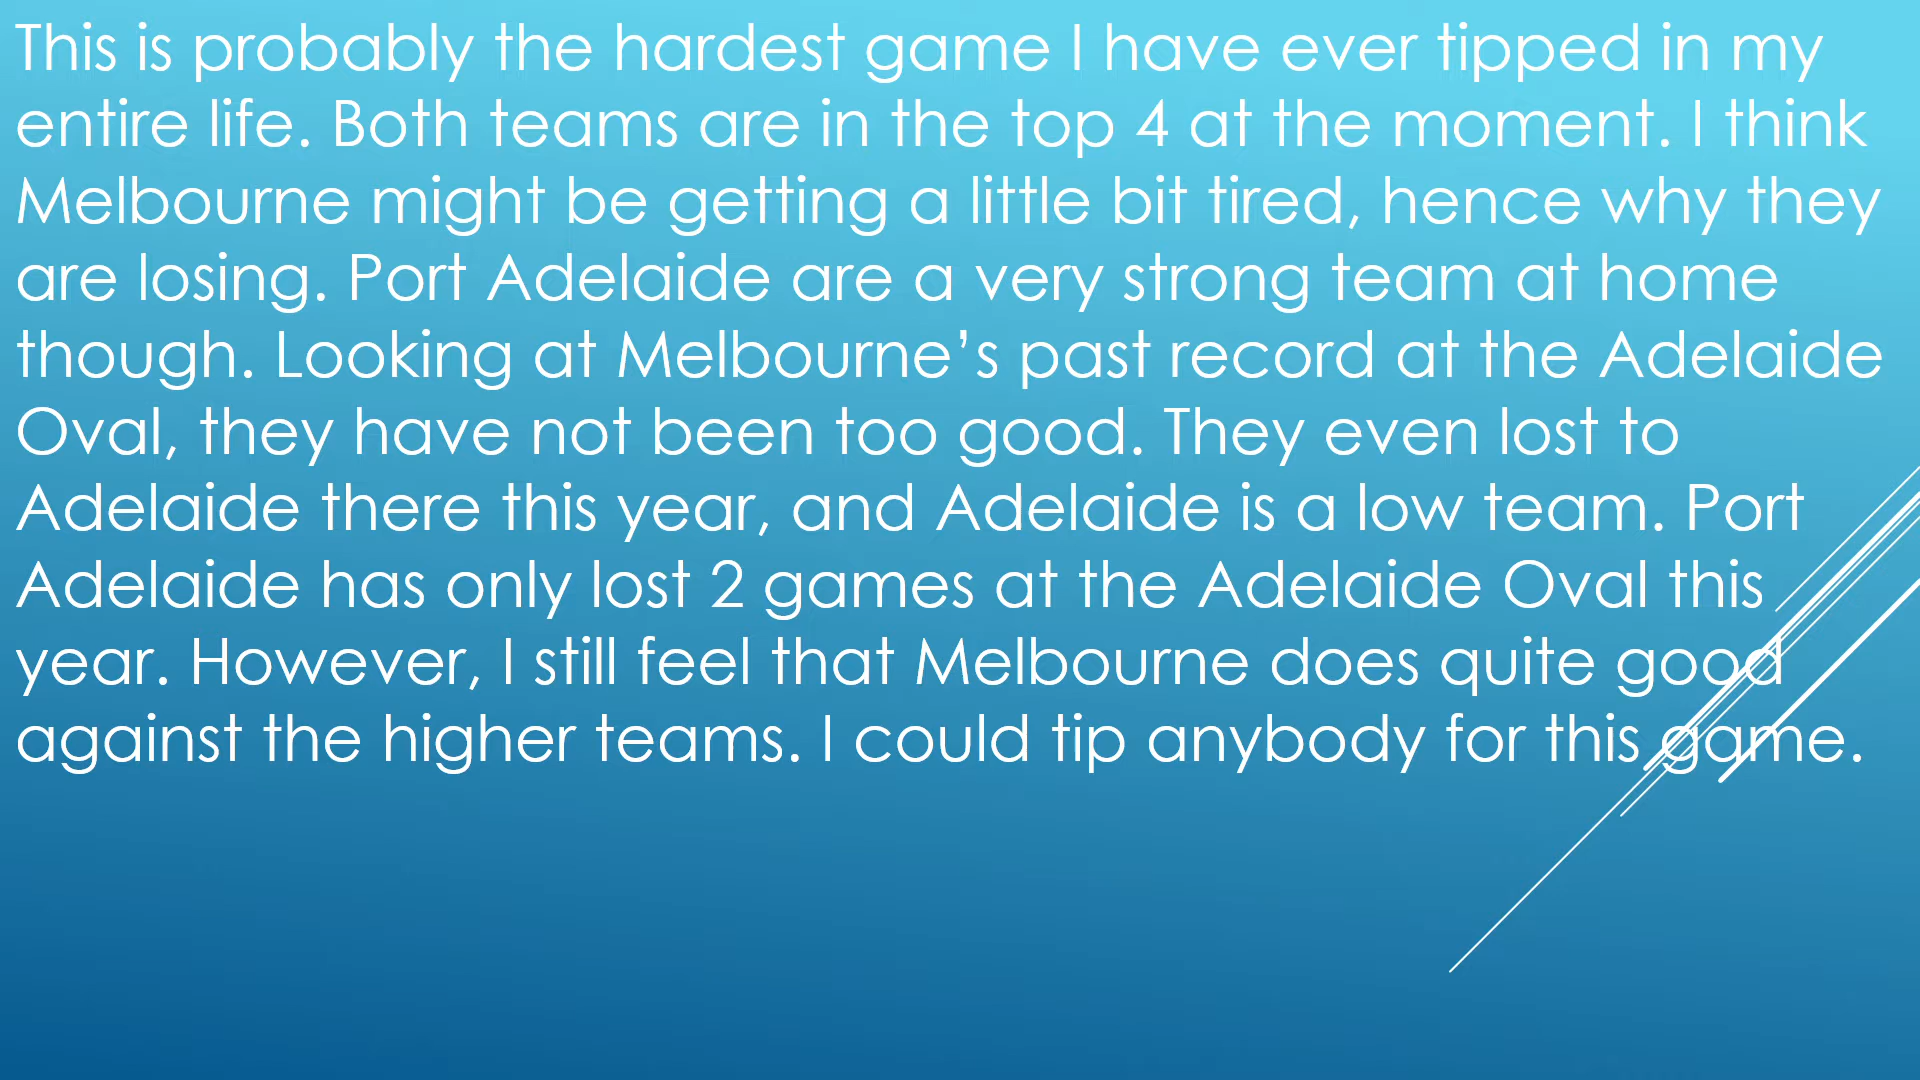 This is probably the hardest game I have ever tipped in my
entire life. Both teams are in the top 4 at the moment. I think
Melbourne might be getting a little bit tired, hence why they
are losing. Port Adelaide are a very strong team at home
though. Looking at Melbourne’s past record at the Adelaide
Oval, they have not been too good. They even lost to
Adelaide there this year, and Adelaide is a low team. Port
Adelaide has only lost 2 games at the Adelaide Oval this
year. However, I still feel that Melbourne does quite good
against the higher teams. I could tip anybody for this game.